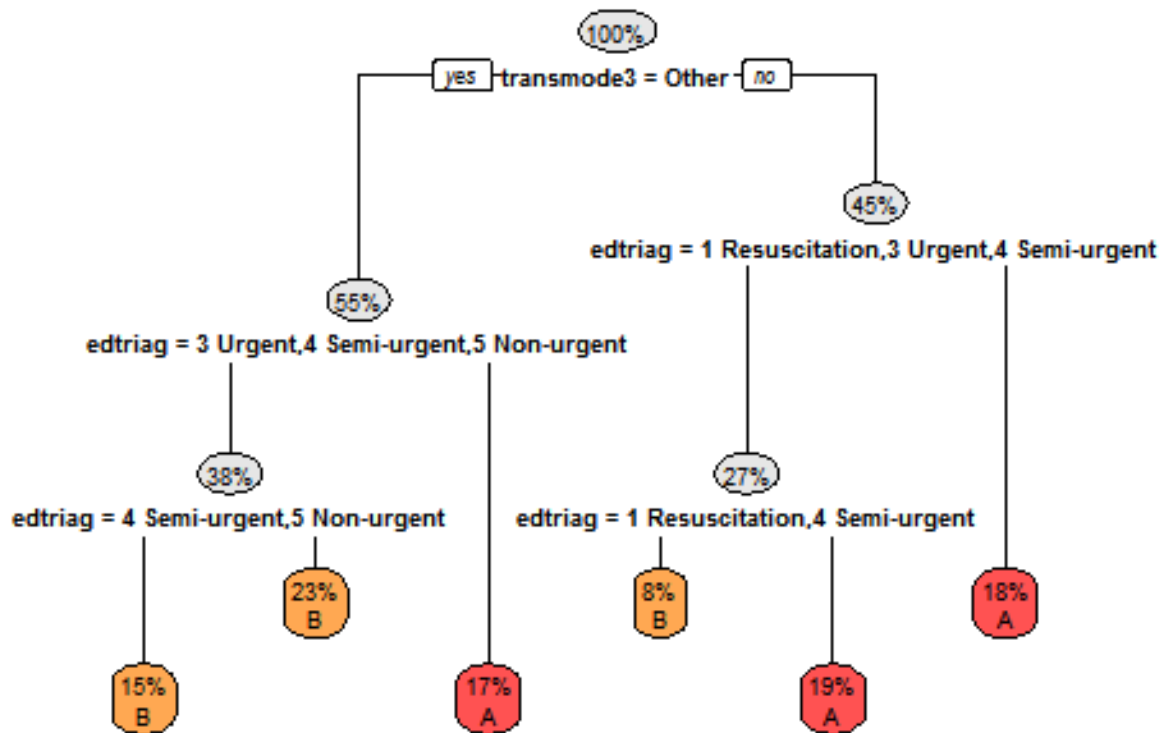 100%
yes transmode3 = Other no
45%
edtriag = 1 Resuscitation,3 Urgent,4 Semi-urgent
55%
edtriag = 3 Urgent,4 Semi-urgent,5 Non-urgent
38%
27%
edtriag = 4 Semi-urgent,5 Non-urgent
edtriag = 1 Resuscitation,4 Semi-urgent
23%
B
8%
B
18%
A
15%
B
17%
A
19%
A